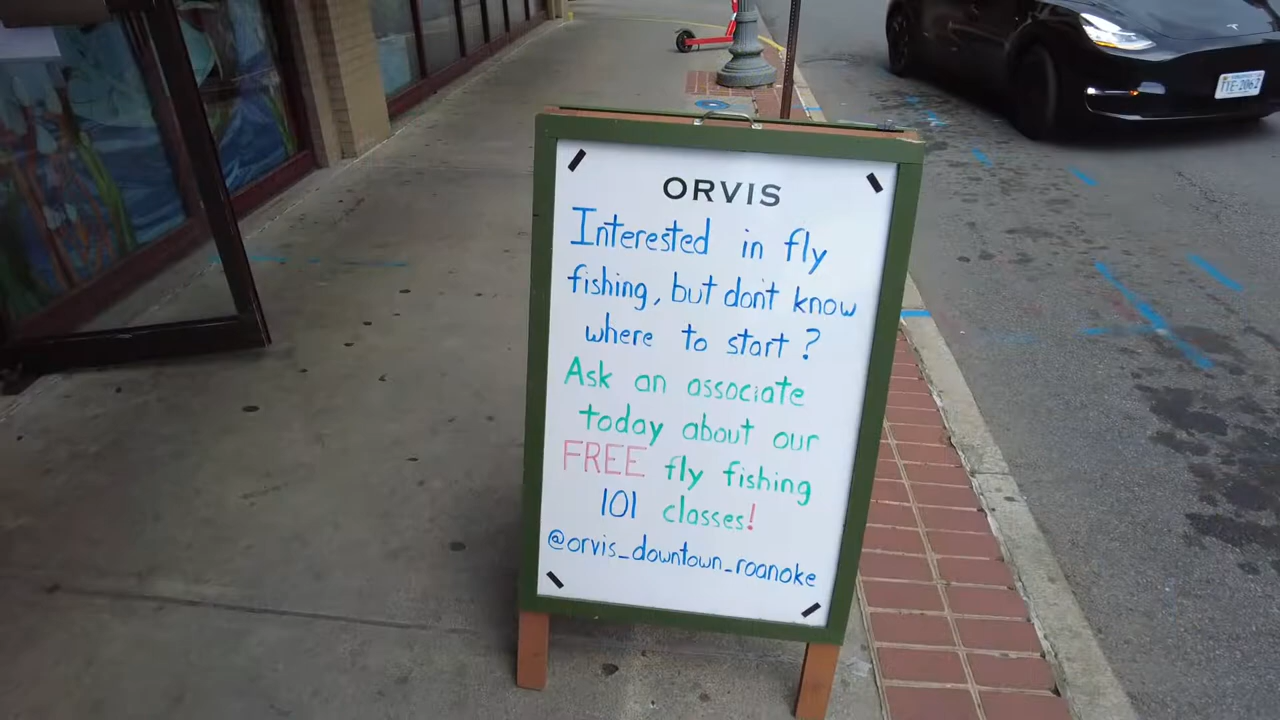 ORVIS
Interested in fly
fishing, but don't know
where to start?
Ask an associate
today about our
FREE fly fishing
101 classes!
@orvis_downtown_roanoke